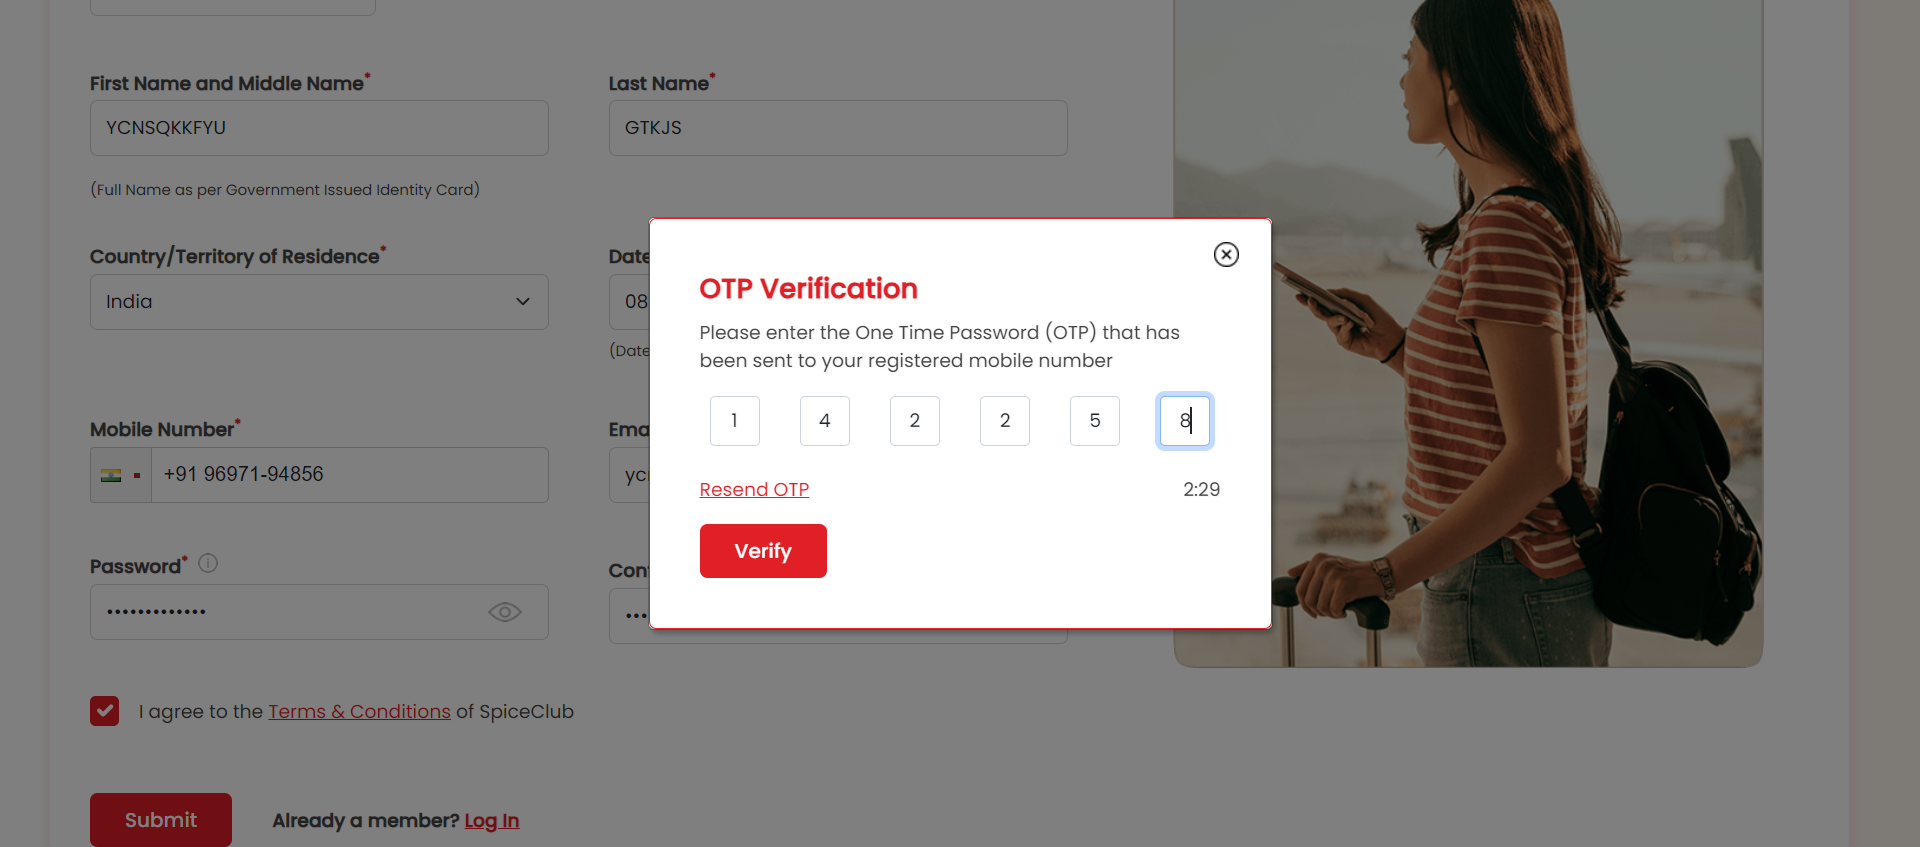 First Name and Middle Name*
Last Name*
YCNSQKKFYU
GTKJS
(Full Name as per Government Issued Identity Card)
Country/Territory of Residence*
Date
India
08
(Date
OTP Verification
Please enter the One Time Password (OTP) that has
been sent to your registered mobile number
1 4 2 2 5 8
Resend OTP
2:29
Verify
Mobile Number*
Ema
+91 96971-94856
Password*
Con
I agree to the Terms & Conditions of SpiceClub
Submit
Already a member? Log In